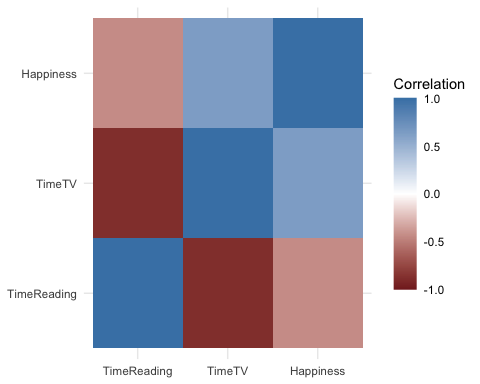 Happiness
TimeTV
TimeReading
TimeReading TimeTV Happiness
Correlation
1.0
0.5
0.0
-0.5
-1.0